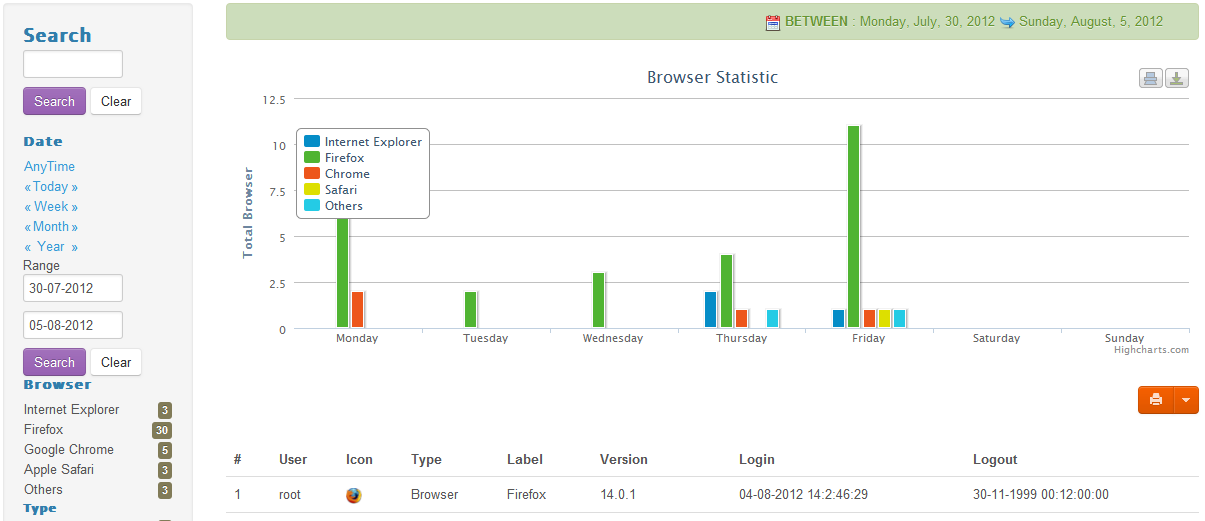 Search
Search Clear
Date
AnyTime
« Today »
« Week »
« Month »
« Year »
Range
30-07-2012
05-08-2012
Search Clear
Browser
Internet Explorer 3
Firefox 30
Google Chrome 5
Apple Safari 3
Others 3
Type
BETWEEN : Monday, July, 30, 2012 Sunday, August, 5, 2012
Browser Statistic
Total Browser
12.5
10
7.5
5
2.5
0
Internet Explorer
Firefox
Chrome
Safari
Others
Monday Tuesday Wednesday Thursday Friday Saturday Sunday
Highcharts.com
# User Icon Type Label Version Login Logout
1 root Browser Firefox 14.0.1 04-08-2012 14:2:46:29 30-11-1999 00:12:00:00